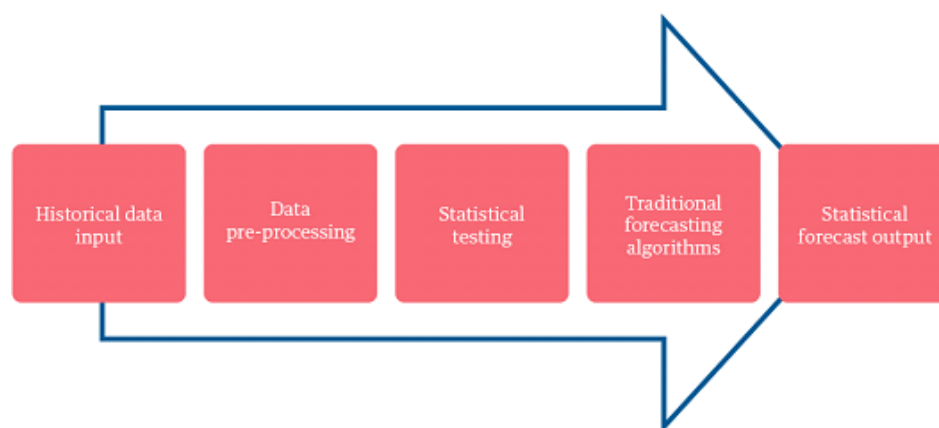 Historical data
input
Data
pre-processing
Statistical
testing
Traditional
forecasting
algorithms
Statistical
forecast output